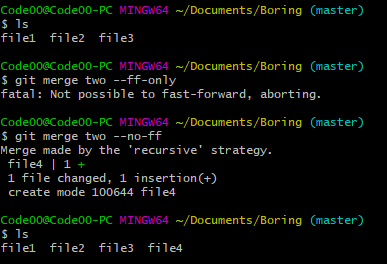 Code00@Code00-PC MINGW64 ~/Documents/Boring (master)
$ ls
file1  file2  file3

Code00@Code00-PC MINGW64 ~/Documents/Boring (master)
$ git merge two --ff-only
fatal: Not possible to fast-forward, aborting.

Code00@Code00-PC MINGW64 ~/Documents/Boring (master)
$ git merge two --no-ff
Merge made by the 'recursive' strategy.
 file4 | 1 +
 1 file changed, 1 insertion(+)
 create mode 100644 file4

Code00@Code00-PC MINGW64 ~/Documents/Boring (master)
$ ls
file1  file2  file3  file4